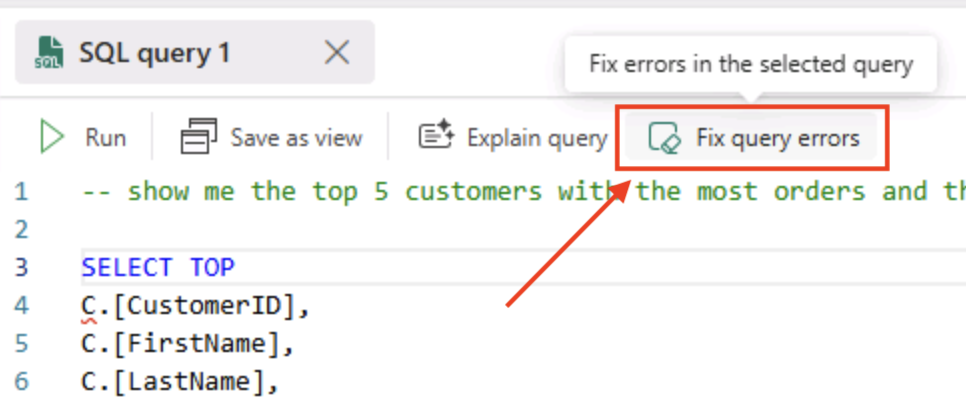 SQL query 1
Fix errors in the selected query
Run
Save as view
Explain query
Fix query errors
1 -- show me the top 5 customers with the most orders and
2
3 SELECT TOP
4 C.[CustomerID],
5 C.[FirstName],
6 C.[LastName],